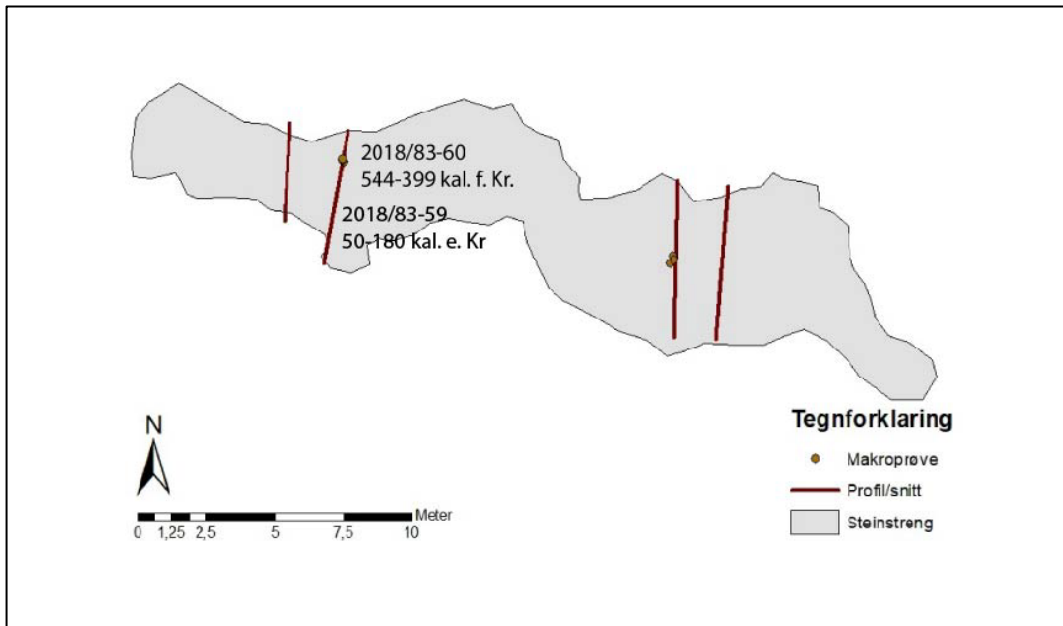 2018/83-60
544-399 kal. f. Kr.
2018/83-59
50-180 kal. e. Kr
N
Meter
0 1,25 2,5 5 7,5 10
Tegnforklaring
Makroprøve
Profil/snitt
Steinstreng